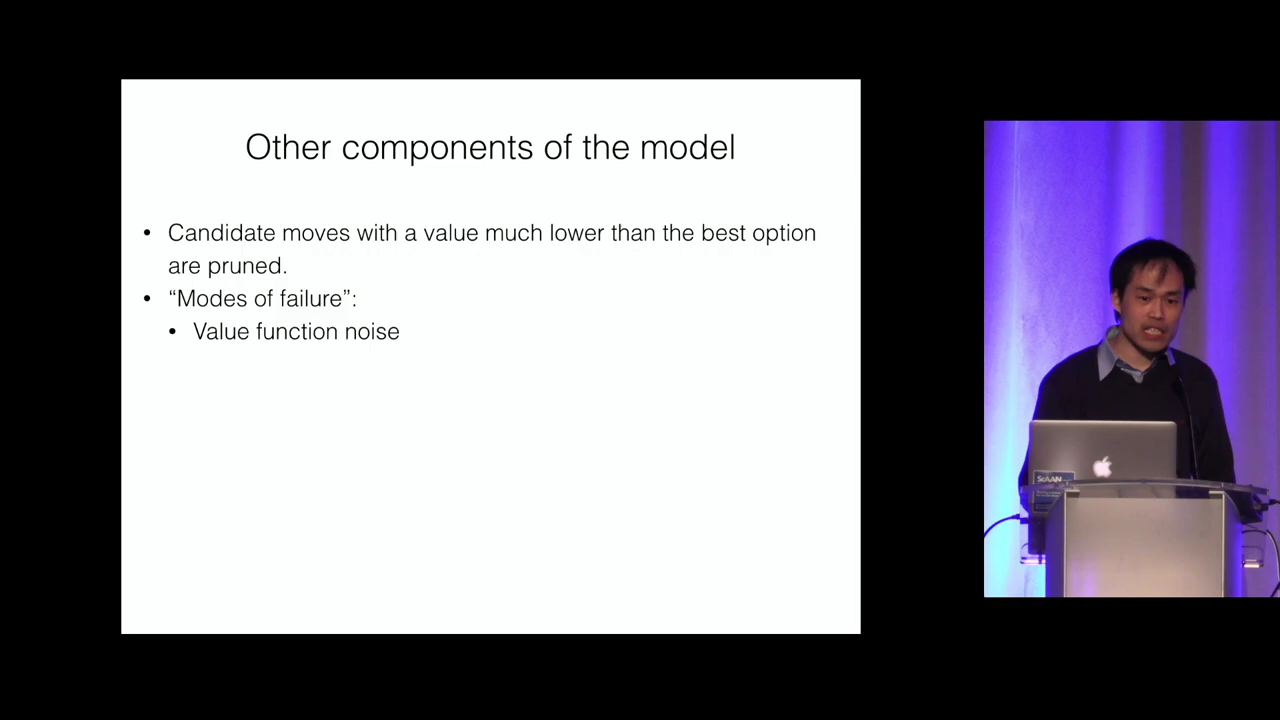 Other components of the model
• Candidate moves with a value much lower than the best option
are pruned.
• “Modes of failure”:
• Value function noise